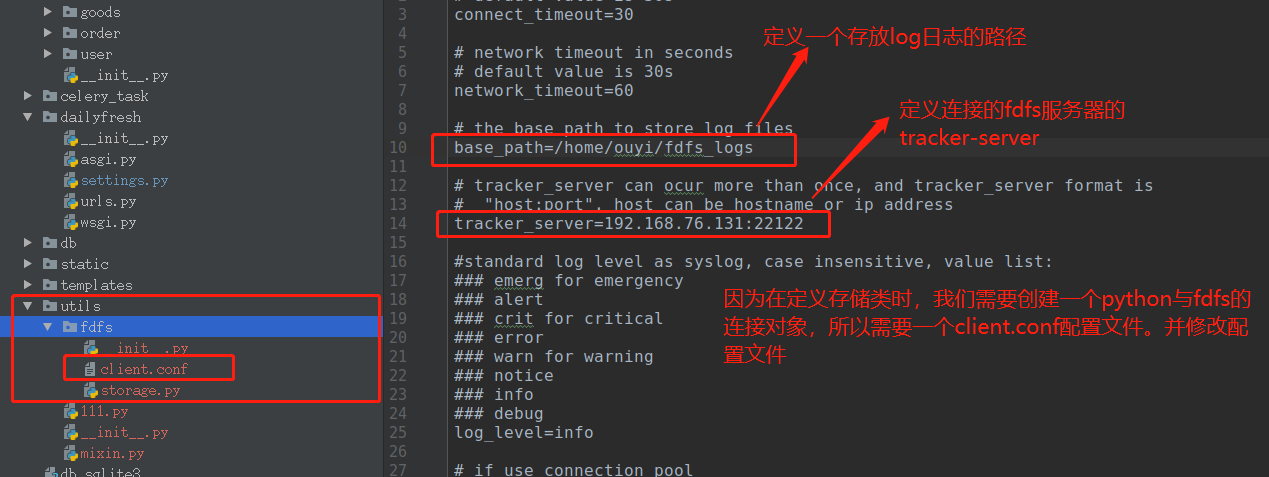 goods
order
user
__init__.py
celery_task
dailyfresh
__init__.py
asgi.py
settings.py
urls.py
wsgi.py
db
static
templates
utils
fdfs
__init__.py
client.conf
storage.py
111.py
__init__.py
mixin.py
db.sqlite3
3 connect_timeout=30
4
5 # network timeout in seconds
6 # default value is 30s
7 network_timeout=60
8
9 # the base path to store log files
10 base_path=/home/ouyi/fdfs_logs
11
12 # tracker_server can ocur more than once, and tracker_server format is
13 #  "host:port", host can be hostname or ip address
14 tracker_server=192.168.76.131:22122
15
16 #standard log level as syslog, case insensitive, value list:
17 ### emerg for emergency
18 ### alert
19 ### crit for critical
20 ### error
21 ### warn for warning
22 ### notice
23 ### info
24 ### debug
25 log_level=info
26
27 # if use connection pool
定义一个存放log日志的路径
定义连接的fdfs服务器的
tracker-server
因为在定义存储类时，我们需要创建一个python与fdfs的
连接对象，所以需要一个client.conf配置文件。并修改配
置文件